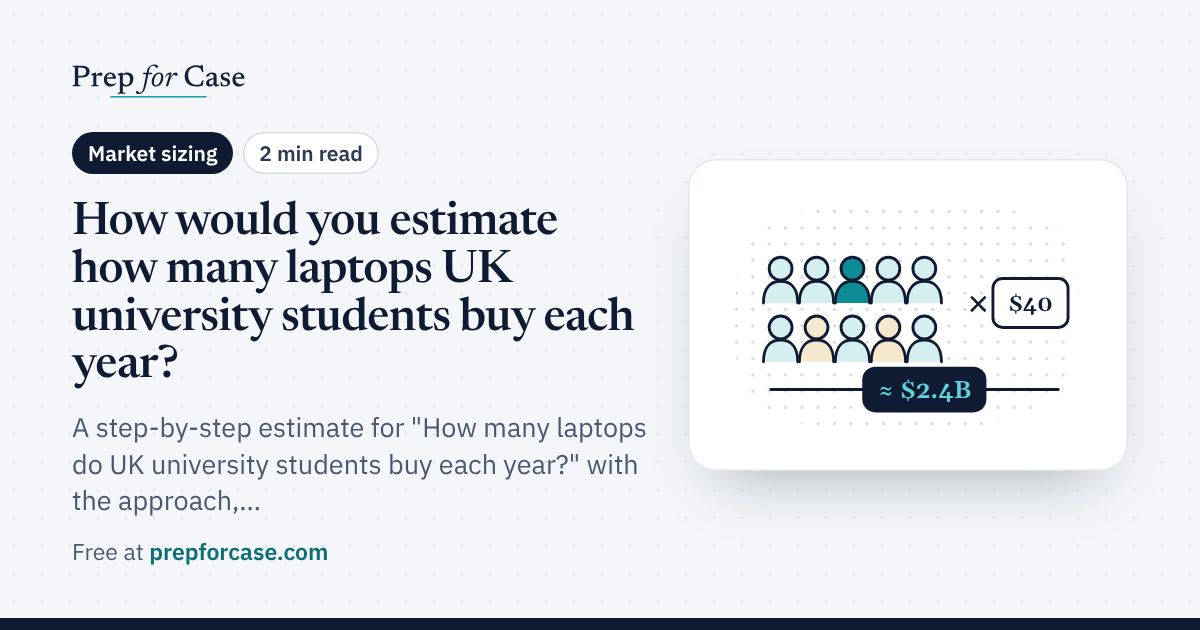 Prep for Case
Market sizing
2 min read
How would you estimate
how many laptops UK
university students buy each
year?
A step-by-step estimate for "How many laptops
do UK university students buy each year?" with
the approach,...
Free at prepforcase.com
× $40
≈ $2.4B